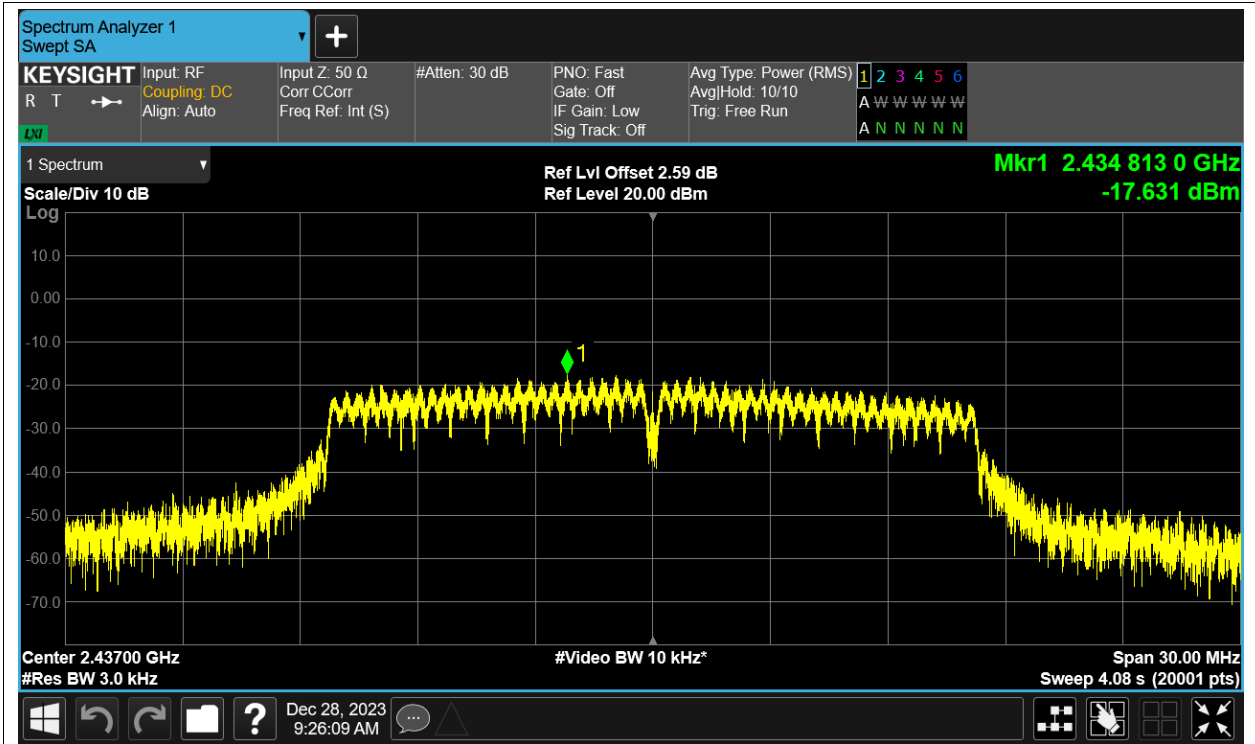 Spectrum Analyzer 1
Swept SA
KEYSIGHT
R T
LXI
Input: RF
Coupling: DC
Align: Auto
Input Z: 50 Ω
Corr CCorr
Freq Ref: Int (S)
#Atten: 30 dB
PNO: Fast
Gate: Off
IF Gain: Low
Sig Track: Off
Avg Type: Power (RMS)
Avg|Hold: 10/10
Trig: Free Run
1 2 3 4 5 6
A W W W W W
A N N N N N
1 Spectrum
Scale/Div 10 dB
Log
Ref Lvl Offset 2.59 dB
Ref Level 20.00 dBm
Mkr1 2.434 813 0 GHz
-17.631 dBm
10.0
0.00
-10.0
1
-20.0
-30.0
-40.0
-50.0
-60.0
-70.0
Center 2.43700 GHz
#Video BW 10 kHz*
Span 30.00 MHz
#Res BW 3.0 kHz
Sweep 4.08 s (20001 pts)
?
Dec 28, 2023
9:26:09 AM